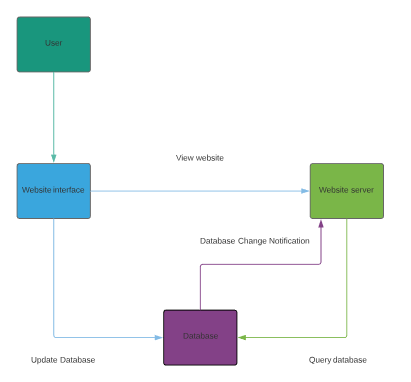 User
View website
Website interface
Website server
Database Change Notification
Database
Update Database
Query database